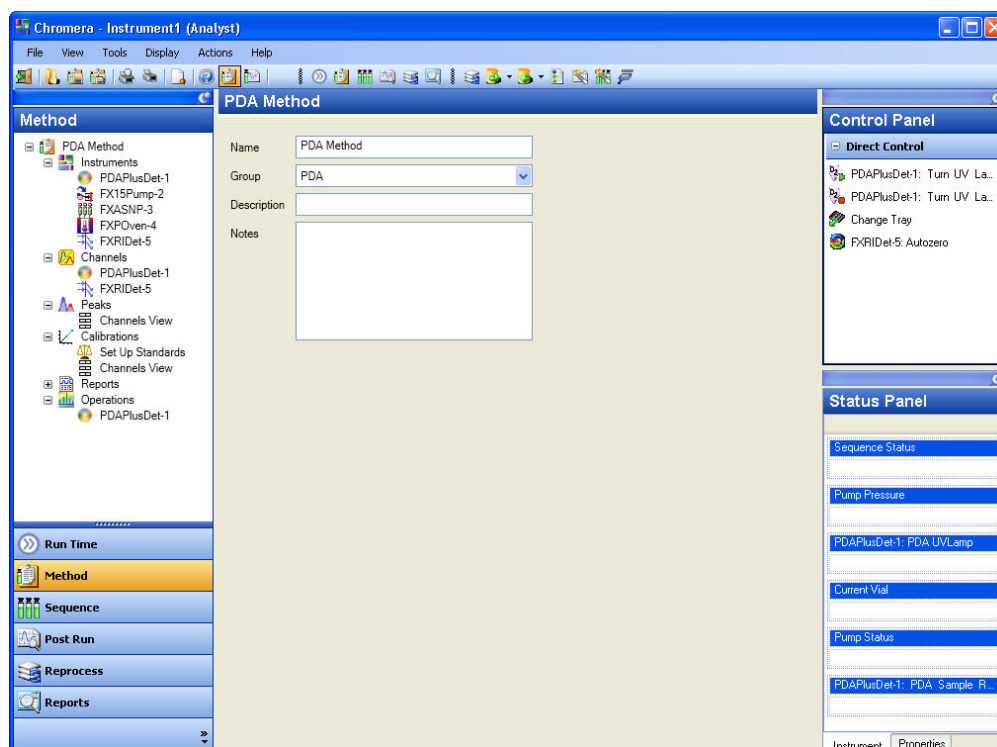 Chromera - Instrument1 (Analyst)
File View Tools Display Actions Help
Method
PDA Method
Instruments
PDAPlusDet-1
FX15Pump-2
FXASNP-3
FXPOven-4
FXRIDet-5
Channels
PDAPlusDet-1
FXRIDet-5
Peaks
Channels View
Calibrations
Set Up Standards
Channels View
Reports
Operations
PDAPlusDet-1
Run Time
Method
Sequence
Post Run
Reprocess
Reports
PDA Method
Name PDA Method
Group PDA
Description
Notes
Control Panel
Direct Control
PDAPlusDet-1: Turn UV La...
PDAPlusDet-1: Turn UV La...
Change Tray
FXRIDet-5: Autozero
Status Panel
Sequence Status
Pump Pressure
PDAPlusDet-1: PDA UVLamp
Current Vial
Pump Status
PDAPlusDet-1: PDA Sample R...
Instrument Properties